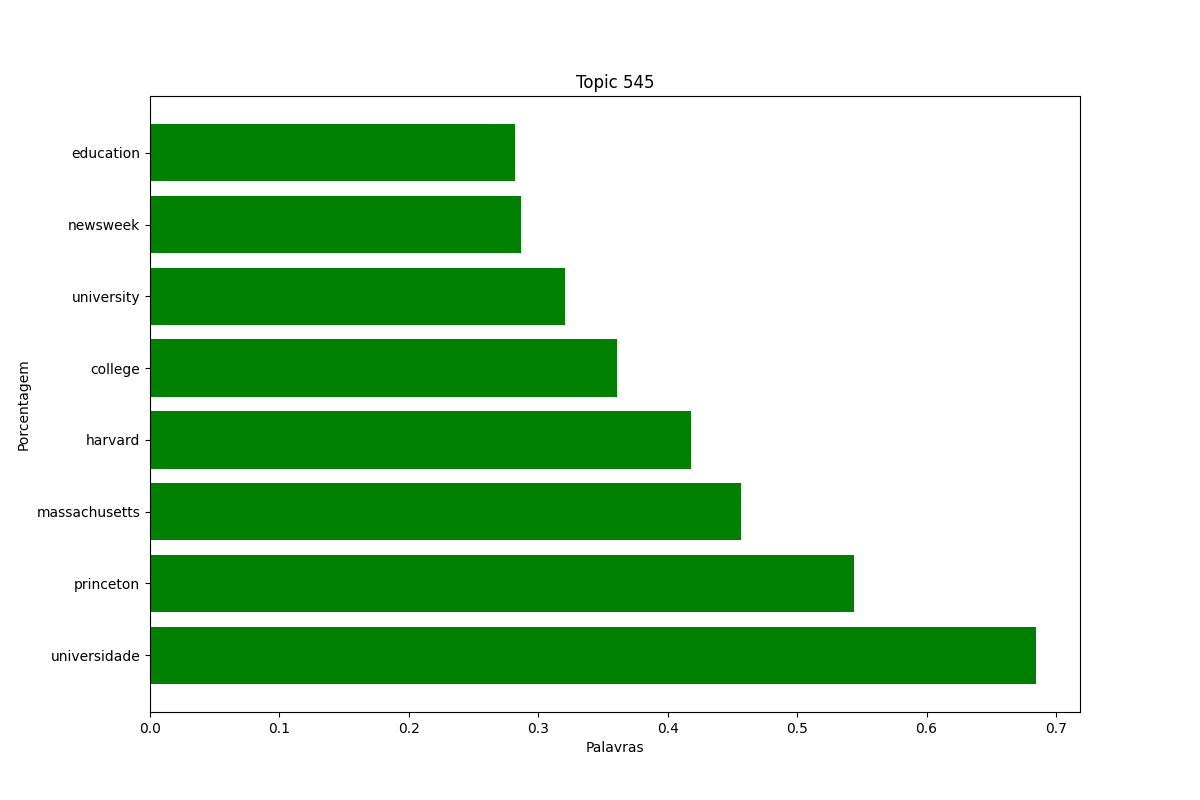 Topic 545
education
newsweek
university
college
harvard
massachusetts
princeton
universidade
Porcentagem
0.0 0.1 0.2 0.3 0.4 0.5 0.6 0.7
Palavras